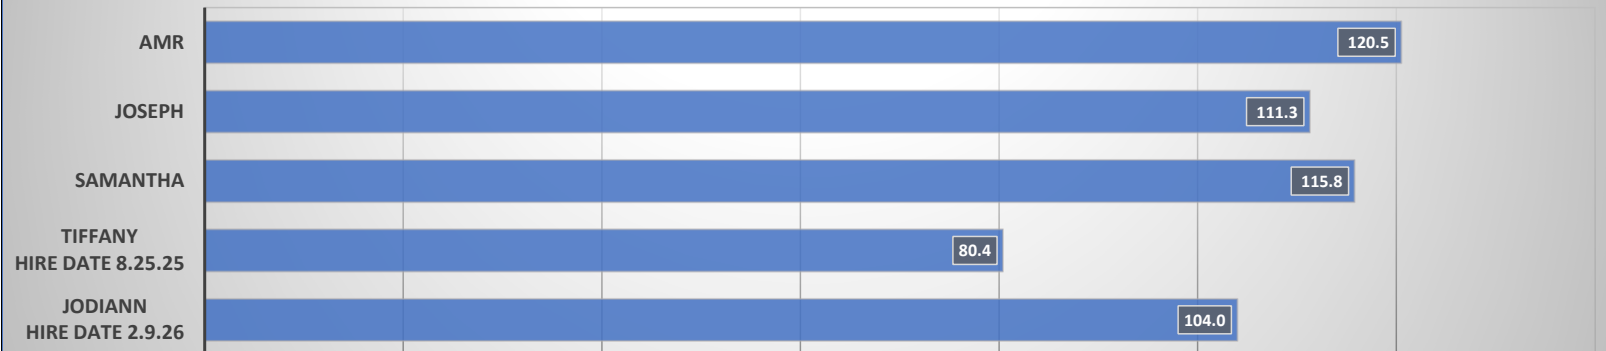 AMR
120.5
JOSEPH
111.3
SAMANTHA
115.8
TIFFANY
HIRE DATE 8.25.25
80.4
JODIANN
HIRE DATE 2.9.26
104.0